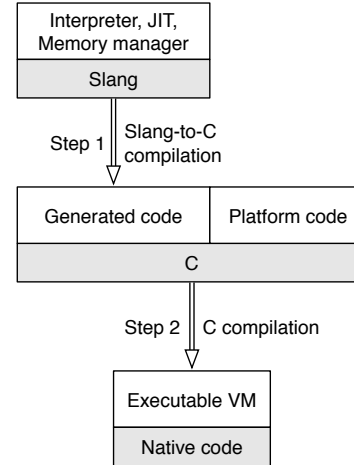 Interpreter, JIT,
Memory manager
Slang
Step 1
Slang-to-C
compilation
Generated code
Platform code
C
Step 2
C compilation
Executable VM
Native code